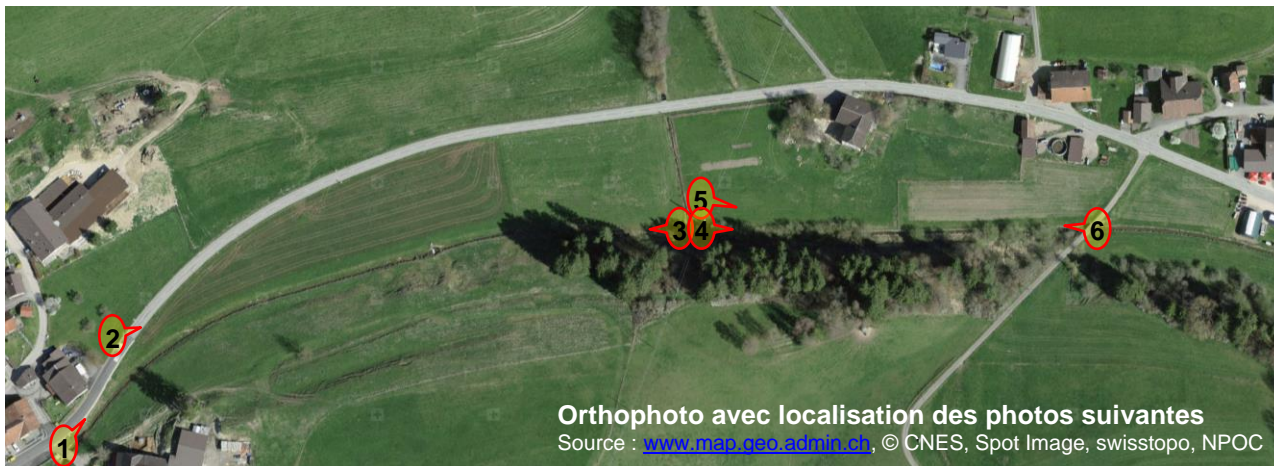 5
3 4
6
2
1
Orthophoto avec localisation des photos suivantes
Source : www.map.geo.admin.ch, © CNES, Spot Image, swisstopo, NPOC